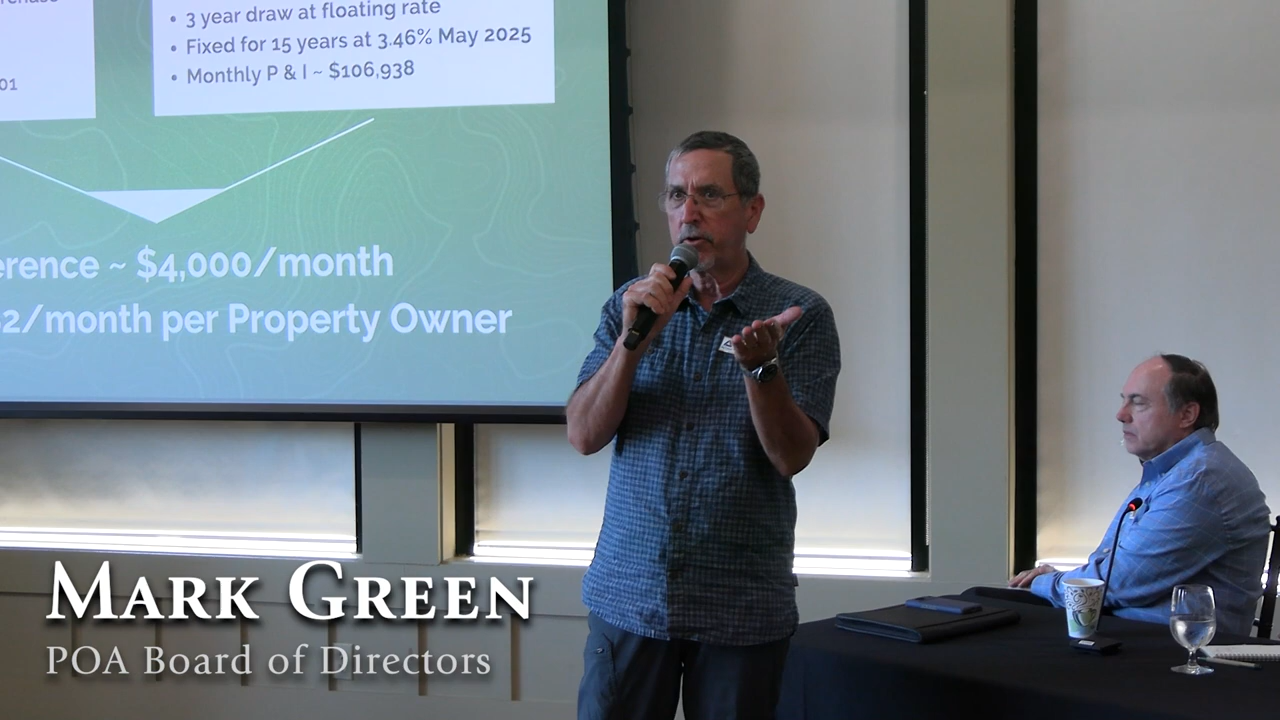 01
• 3 year draw at floating rate
• Fixed for 15 years at 3.46% May 2025
• Monthly P & I ~ $106,938
erence ~ $4,000/month
2/month per Property Owner
MARK GREEN
POA Board of Directors